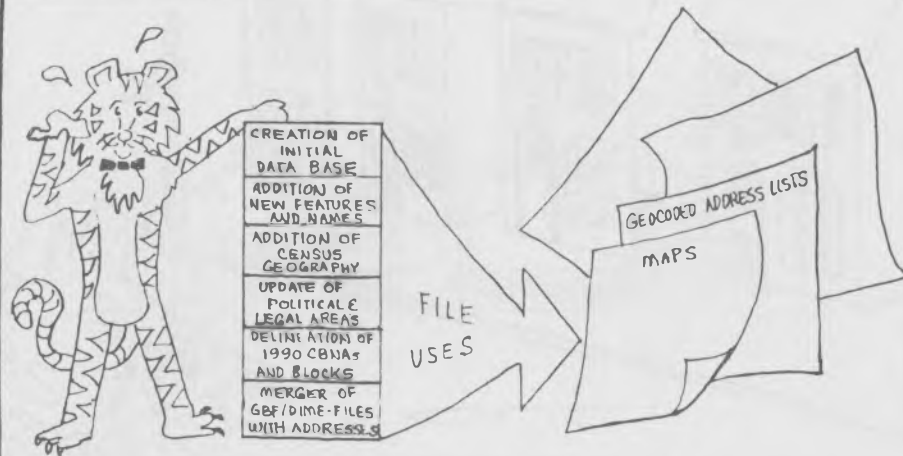 CREATION OF
INITIAL
DATA BASE
ADDITION OF
NEW FEATURES
AND NAMES
ADDITION OF
CENSUS
GEOGRAPHY
UPDATE OF
POLITICAL &
LEGAL AREAS
DELINEATION OF
1990 CBNAs
AND BLOCKS
MERGER OF
GBF/DIME-FILES
WITH ADDRESSES
FILE
USES
GEOCODED ADDRESS LISTS
MAPS